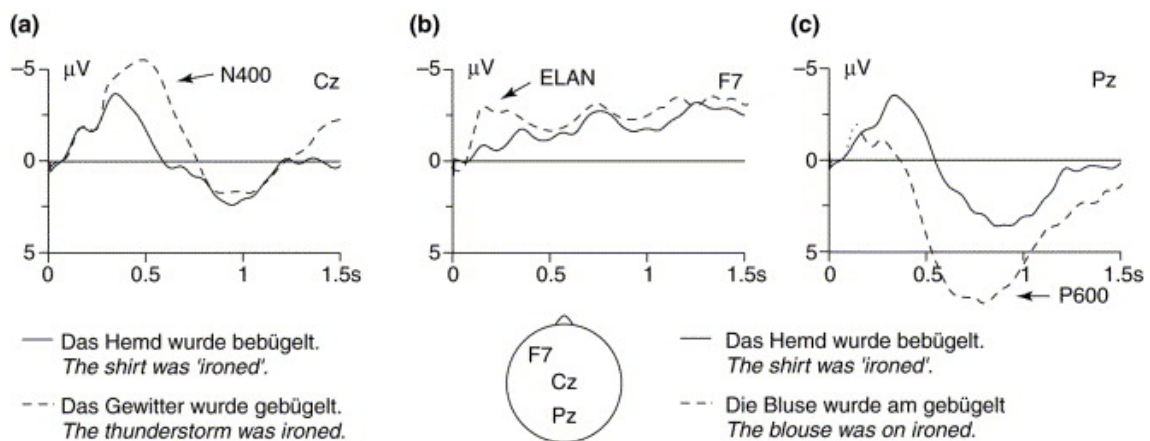 (a)
−5
μV
N400
Cz
0
5
0 0.5 1 1.5s
(b)
−5
μV
ELAN
F7
0
5
0 0.5 1 1.5s
(c)
−5
μV
Pz
0
5
0 0.5 1 1.5s
P600
Das Hemd wurde bebügelt.
The shirt was 'ironed'.
Das Gewitter wurde gebügelt.
The thunderstorm was ironed.
F7
Cz
Pz
Das Hemd wurde bebügelt.
The shirt was 'ironed'.
Die Bluse wurde am gebügelt
The blouse was on ironed.